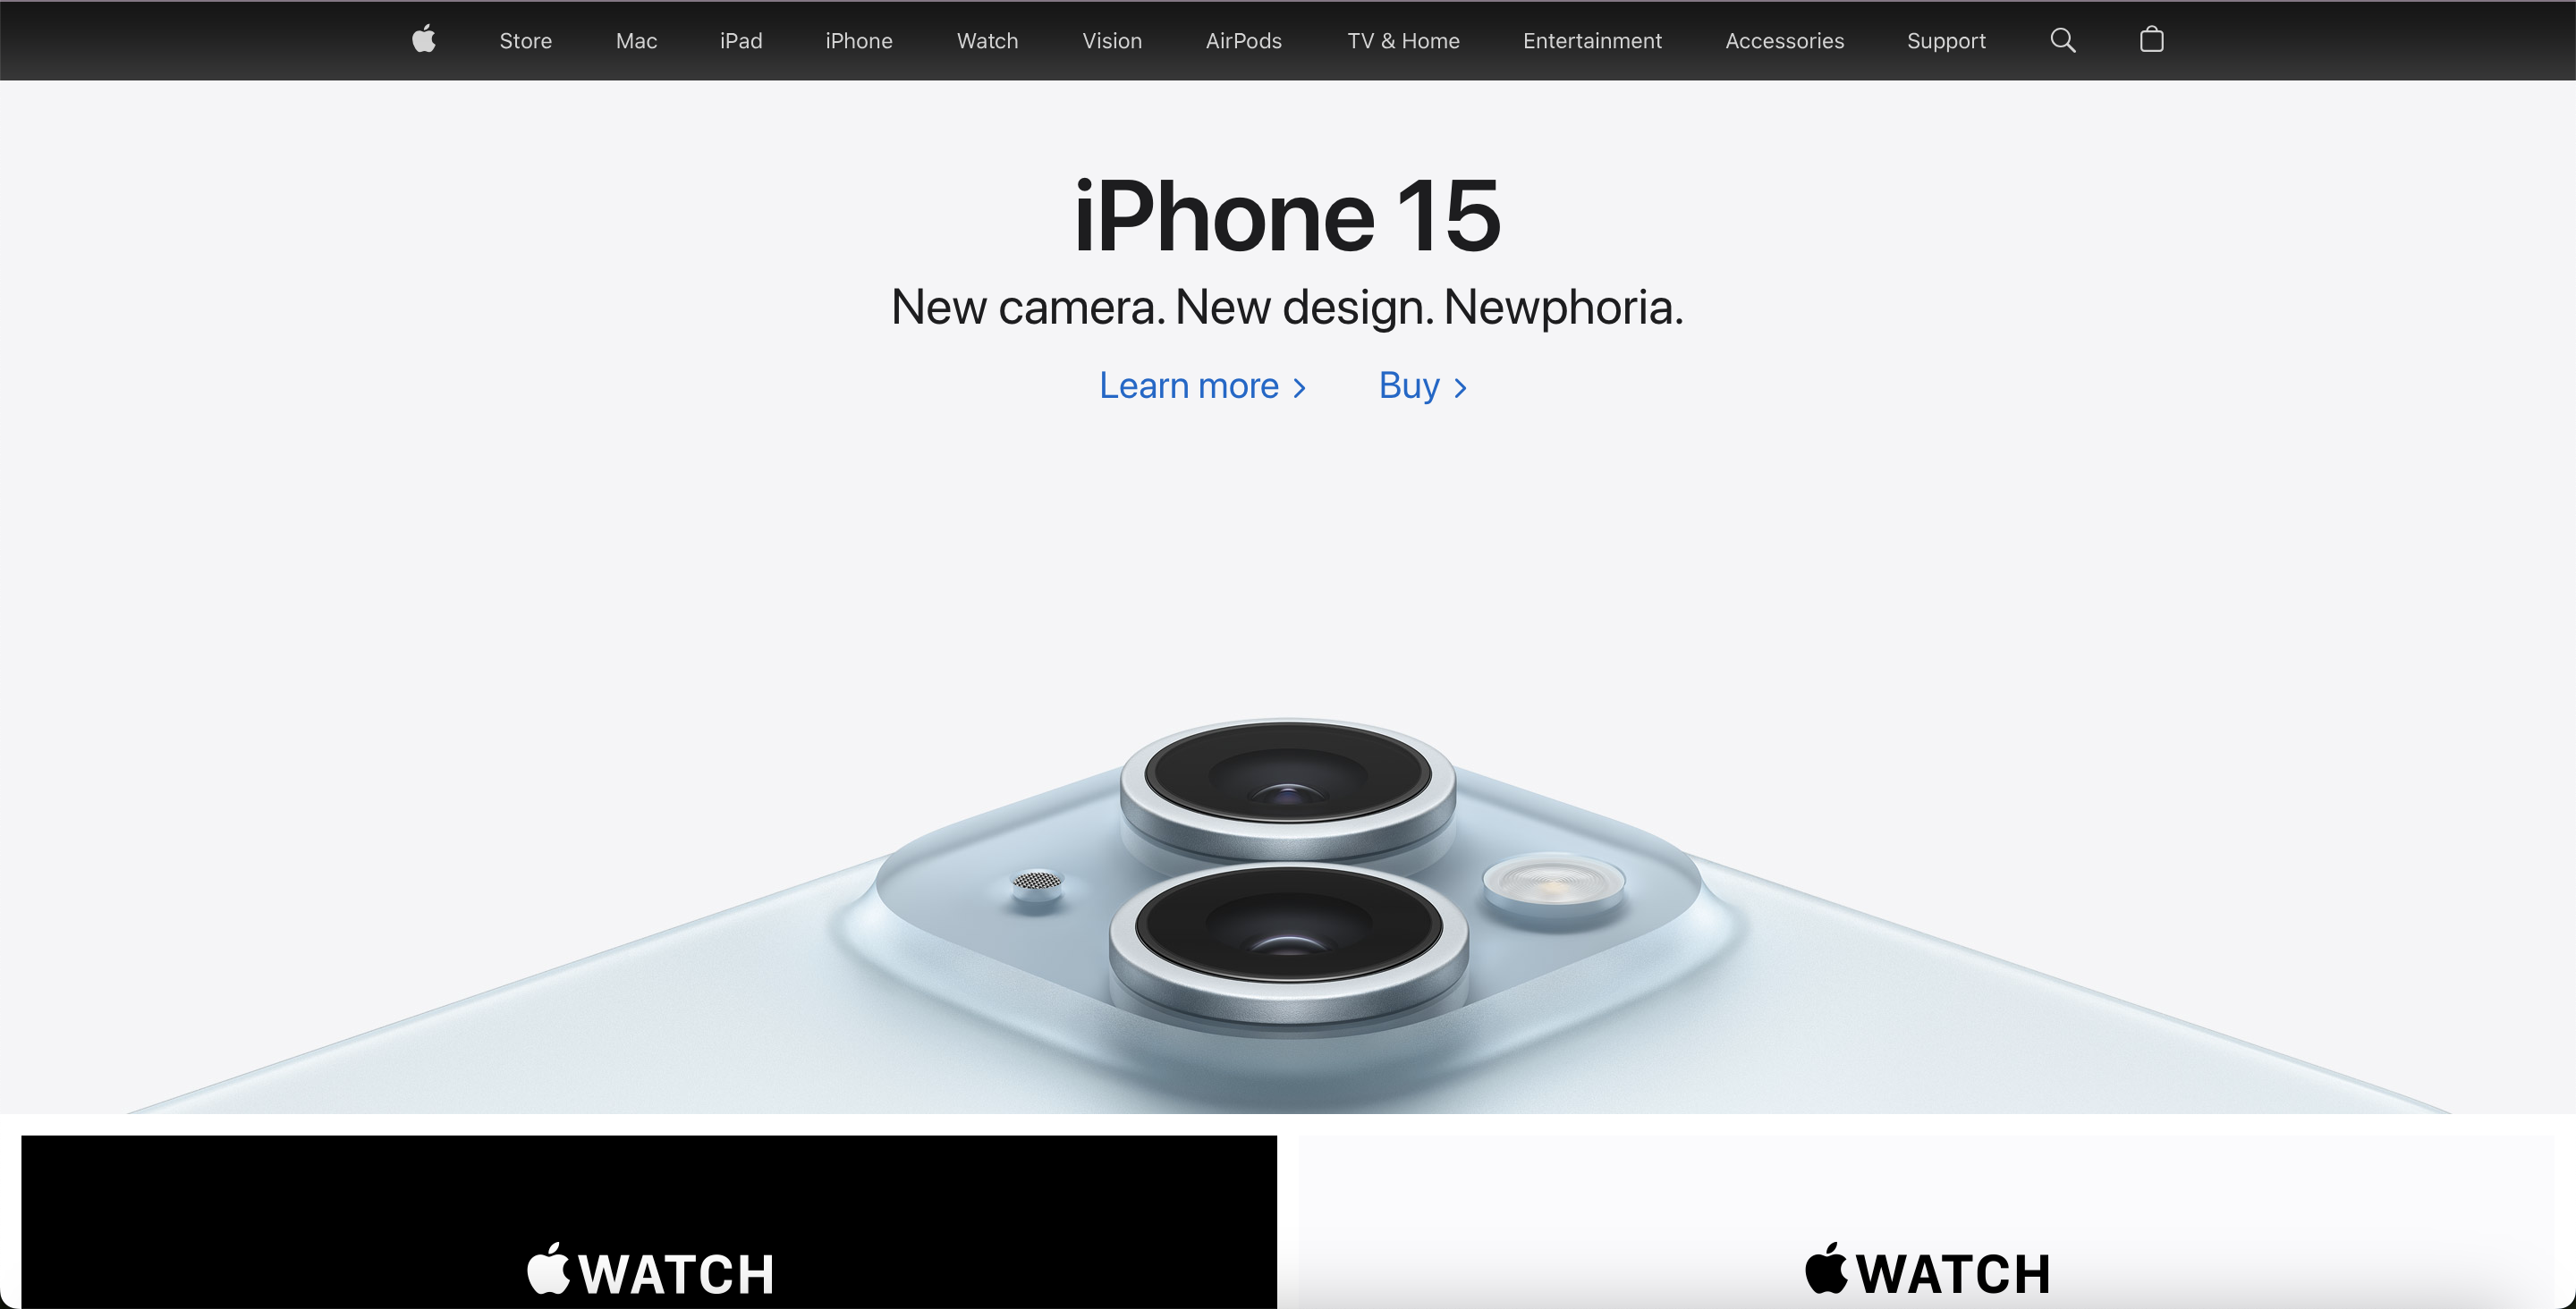 Store Mac iPad iPhone Watch Vision AirPods TV & Home Entertainment Accessories Support
iPhone 15
New camera. New design. Newphoria.
Learn more > Buy >
WATCH
WATCH